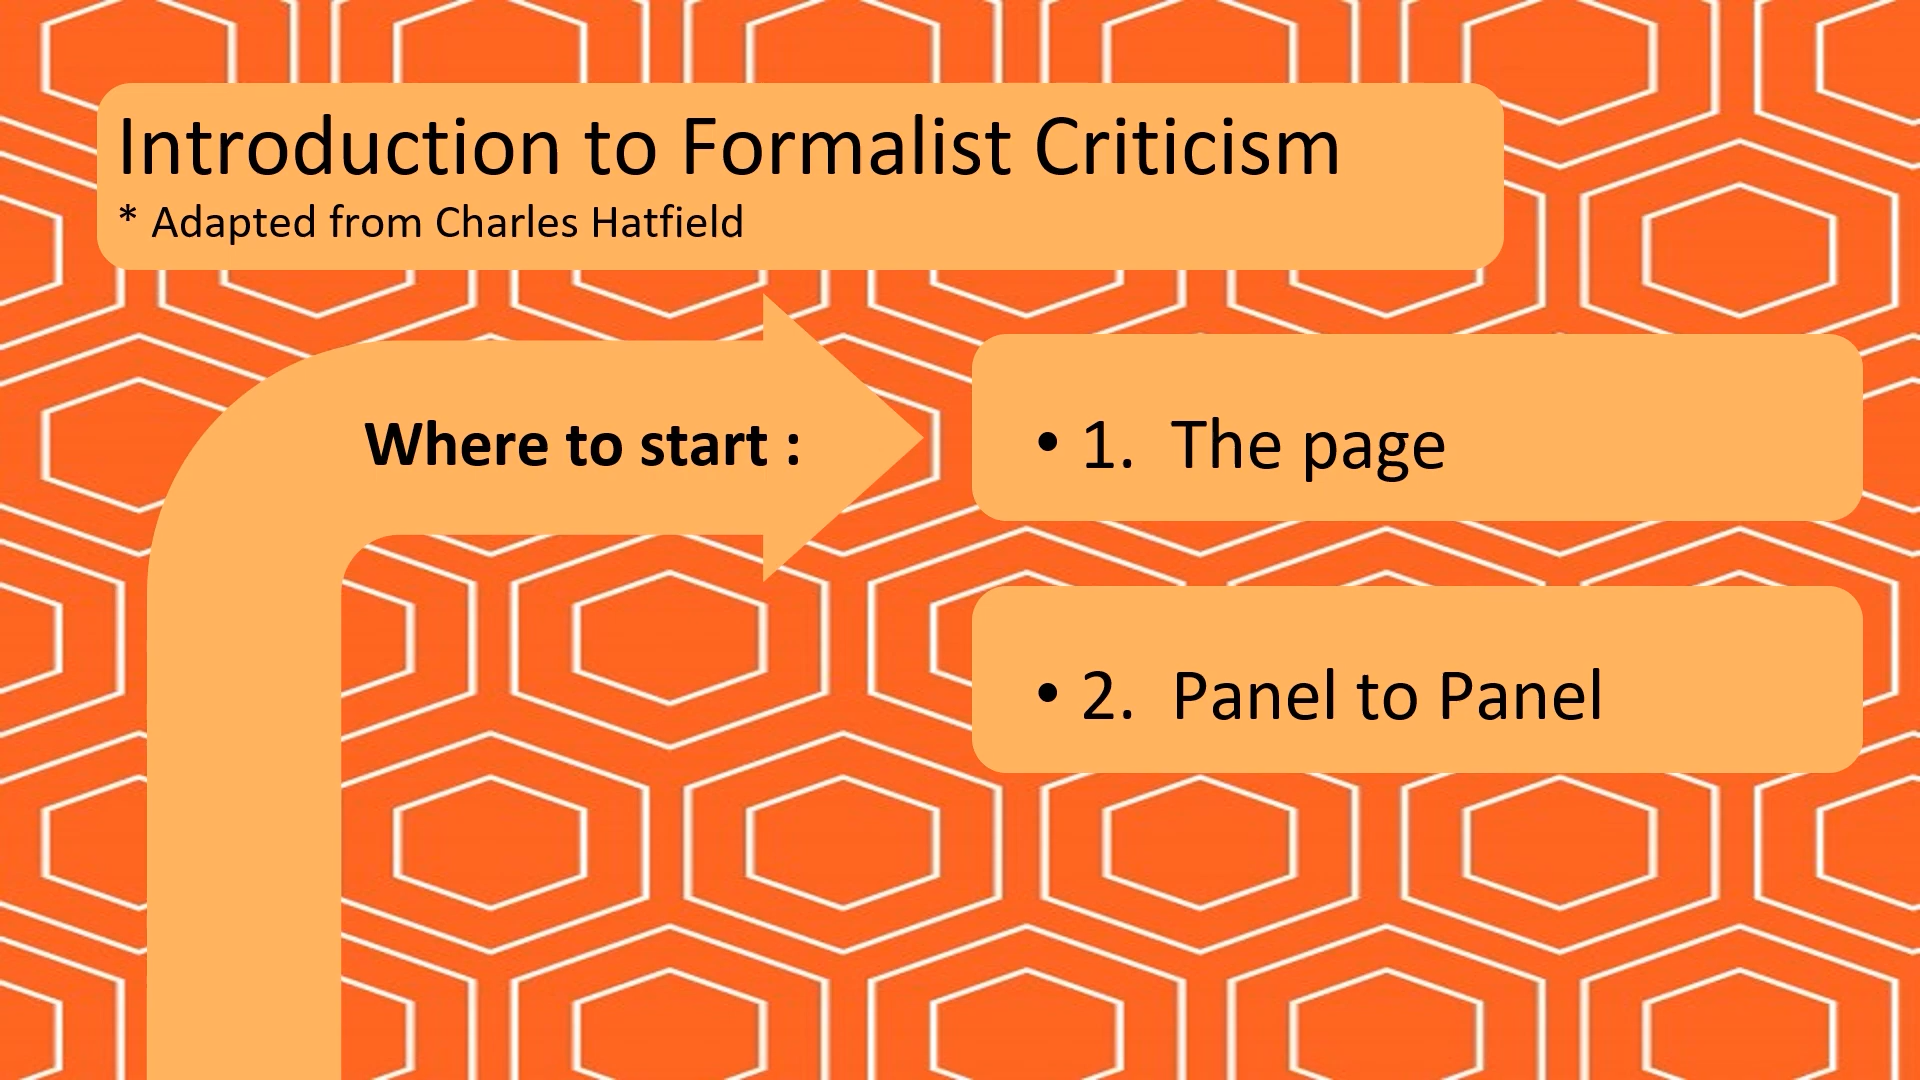 Introduction to Formalist Criticism
* Adapted from Charles Hatfield
Where to start :
• 1. The page
• 2. Panel to Panel